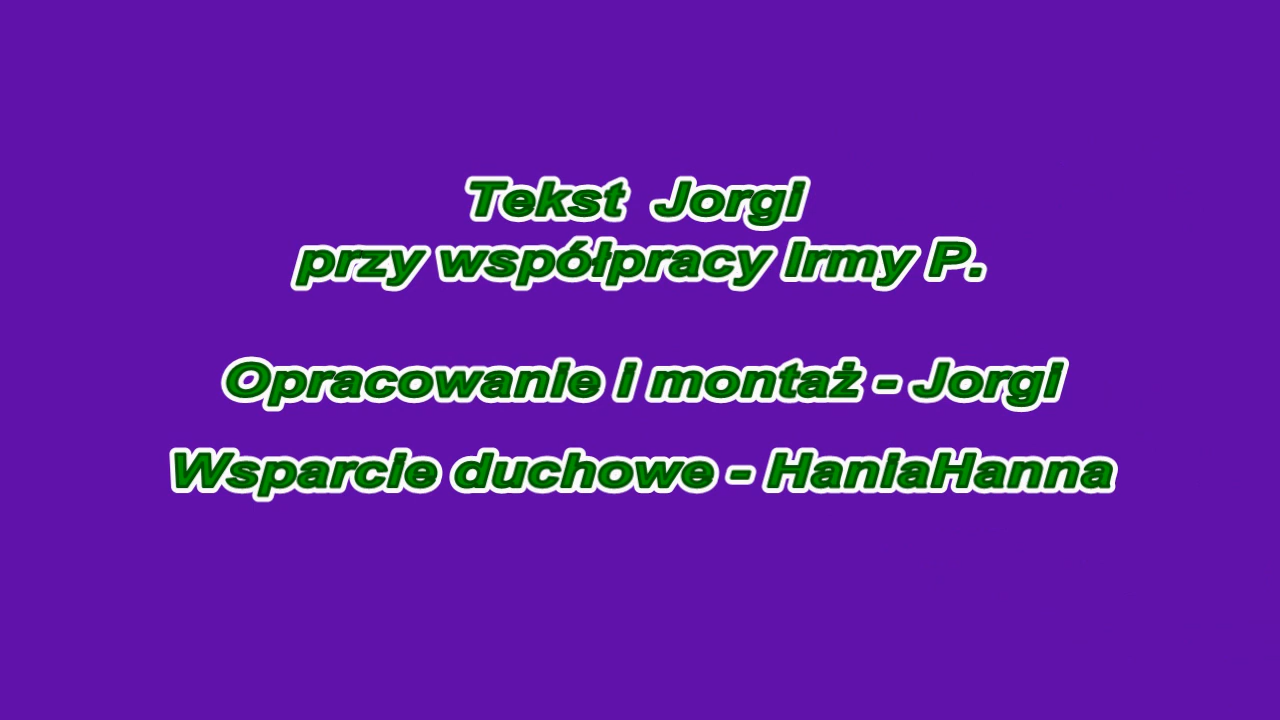 Tekst Jorgi
przy współpracy Irmy P.
Opracowanie i montaż - Jorgi
Wsparcie duchowe - HaniaHanna